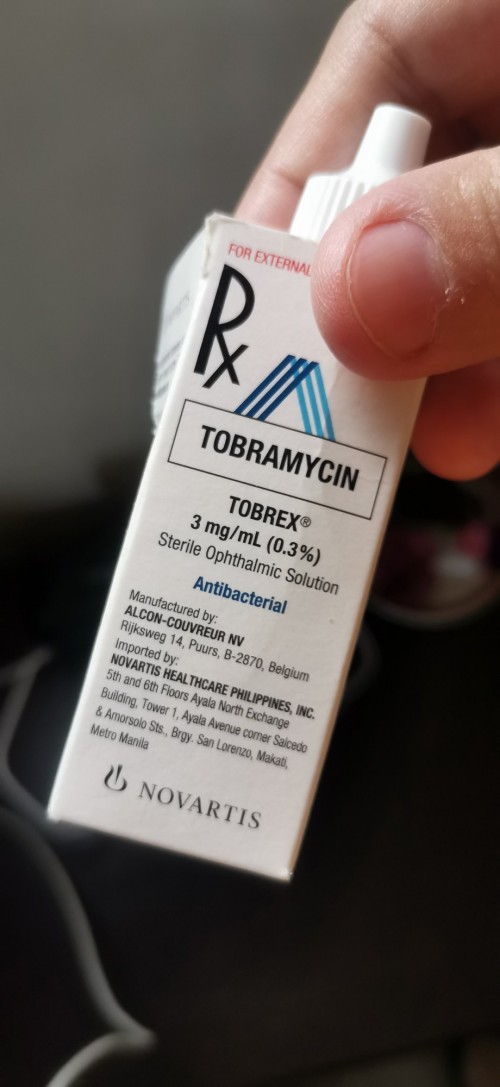 FOR EXTERNAL
Rx
TOBRAMYCIN
TOBREX®
3 mg/mL (0.3%)
Sterile Ophthalmic Solution
Antibacterial
Manufactured by:
ALCON-COUVREUR NV
Rijksweg 14, Puurs, B-2870, Belgium
Imported by:
NOVARTIS HEALTHCARE PHILIPPINES, INC.
5th and 6th Floors Ayala North Exchange
Building, Tower 1, Ayala Avenue corner Salcedo
& Amorsolo Sts., Brgy. San Lorenzo, Makati,
Metro Manila
NOVARTIS